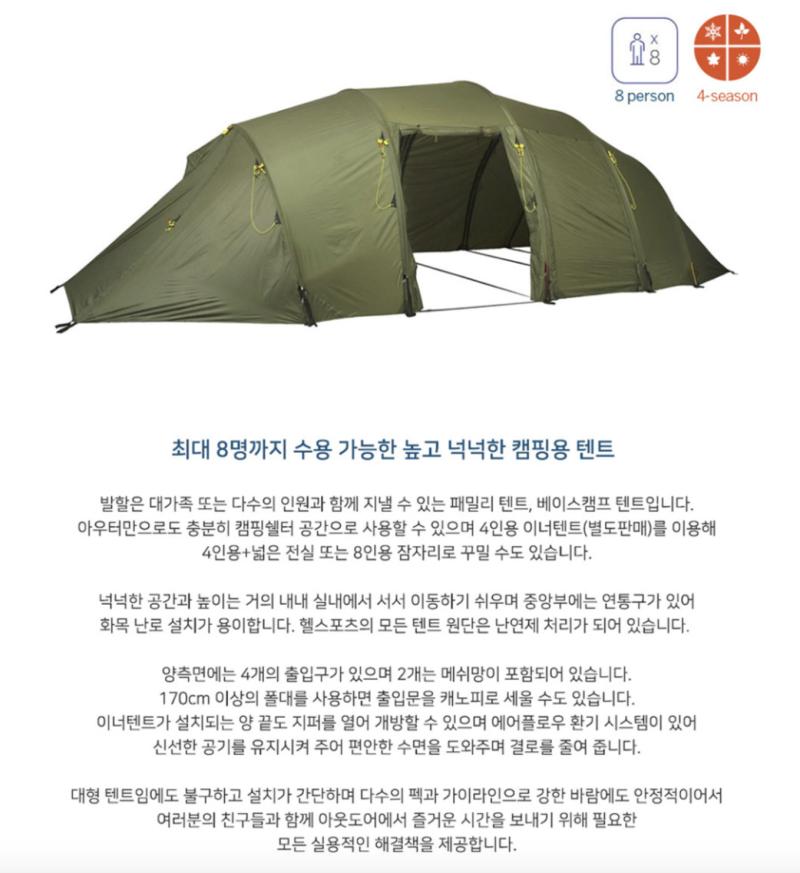 x
8
8 person
4-season
최대 8명까지 수용 가능한 높고 넉넉한 캠핑용 텐트
발할은 대가족 또는 다수의 인원과 함께 지낼 수 있는 패밀리 텐트, 베이스캠프 텐트입니다.
아우터만으로도 충분히 캠핑쉘터 공간으로 사용할 수 있으며 4인용 이너텐트(별도판매)를 이용해
4인용+넓은 전실 또는 8인용 잠자리로 꾸밀 수도 있습니다.
넉넉한 공간과 높이는 거의 내내 실내에서 서서 이동하기 쉬우며 중앙부에는 연통구가 있어
화목 난로 설치가 용이합니다. 헬스포츠의 모든 텐트 원단은 난연제 처리가 되어 있습니다.
양측면에는 4개의 출입구가 있으며 2개는 메쉬망이 포함되어 있습니다.
170cm 이상의 폴대를 사용하면 출입문을 캐노피로 세울 수도 있습니다.
이너텐트가 설치되는 양 끝도 지퍼를 열어 개방할 수 있으며 에어플로우 환기 시스템이 있어
신선한 공기를 유지시켜 주어 편안한 수면을 도와주며 결로를 줄여 줍니다.
대형 텐트임에도 불구하고 설치가 간단하며 다수의 펙과 가이라인으로 강한 바람에도 안정적이어서
여러분의 친구들과 함께 아웃도어에서 즐거운 시간을 보내기 위해 필요한
모든 실용적인 해결책을 제공합니다.